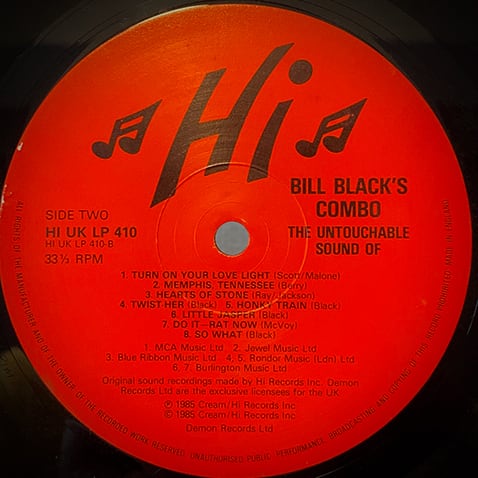 Hi
BILL BLACK'S
COMBO
THE UNTOUCHABLE
SOUND OF
SIDE TWO
HI UK LP 410
HI UK LP 410-B
33⅓ RPM
1. TURN ON YOUR LOVE LIGHT (Scott/Malone)
2. MEMPHIS, TENNESSEE (Berry)
3. HEARTS OF STONE (Ray/Jackson)
4. TWIST-HER (Black) 5. HONKY TRAIN (Black)
6. LITTLE JASPER (Black)
7. DO IT—RAT NOW (McVoy)
8. SO WHAT (Black)
1. MCA Music Ltd. 2. Jewel Music Ltd
3. Blue Ribbon Music Ltd 4, 5. Rondor Music (Ldn) Ltd
6, 7. Burlington Music Ltd
Original sound recordings made by Hi Records Inc. Demon
Records Ltd are the exclusive licensees for the UK
℗ 1985 Cream/Hi Records Inc.
© 1985 Cream/Hi Records Inc
Demon Records Ltd
ALL RIGHTS OF THE MANUFACTURER AND OF THE OWNER OF THE RECORDED WORK RESERVED. UNAUTHORISED PUBLIC PERFORMANCE, BROADCASTING AND COPYING OF PROHIBITED. MADE IN ENGLAND